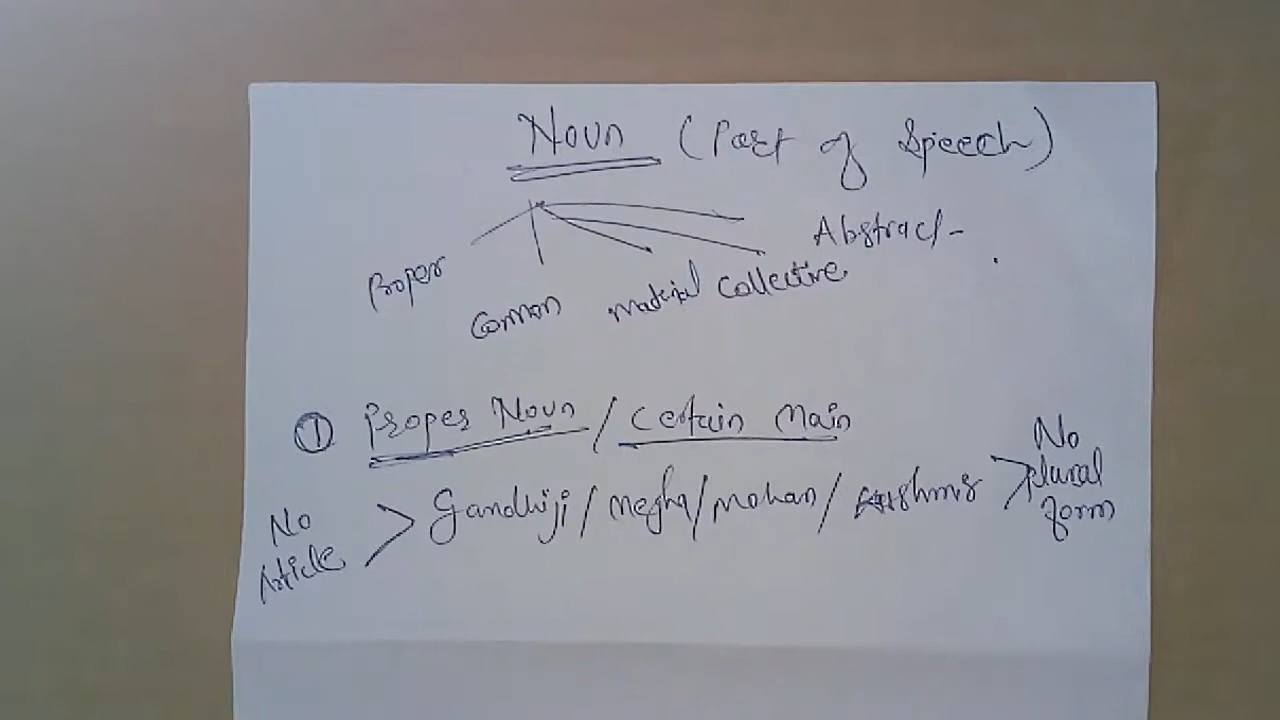 Noun (Part of Speech)
Proper Common Material Collective Abstract
① Proper Noun / Certain Main
No Article > Gandhiji / Megha / Mohan / > No plural form